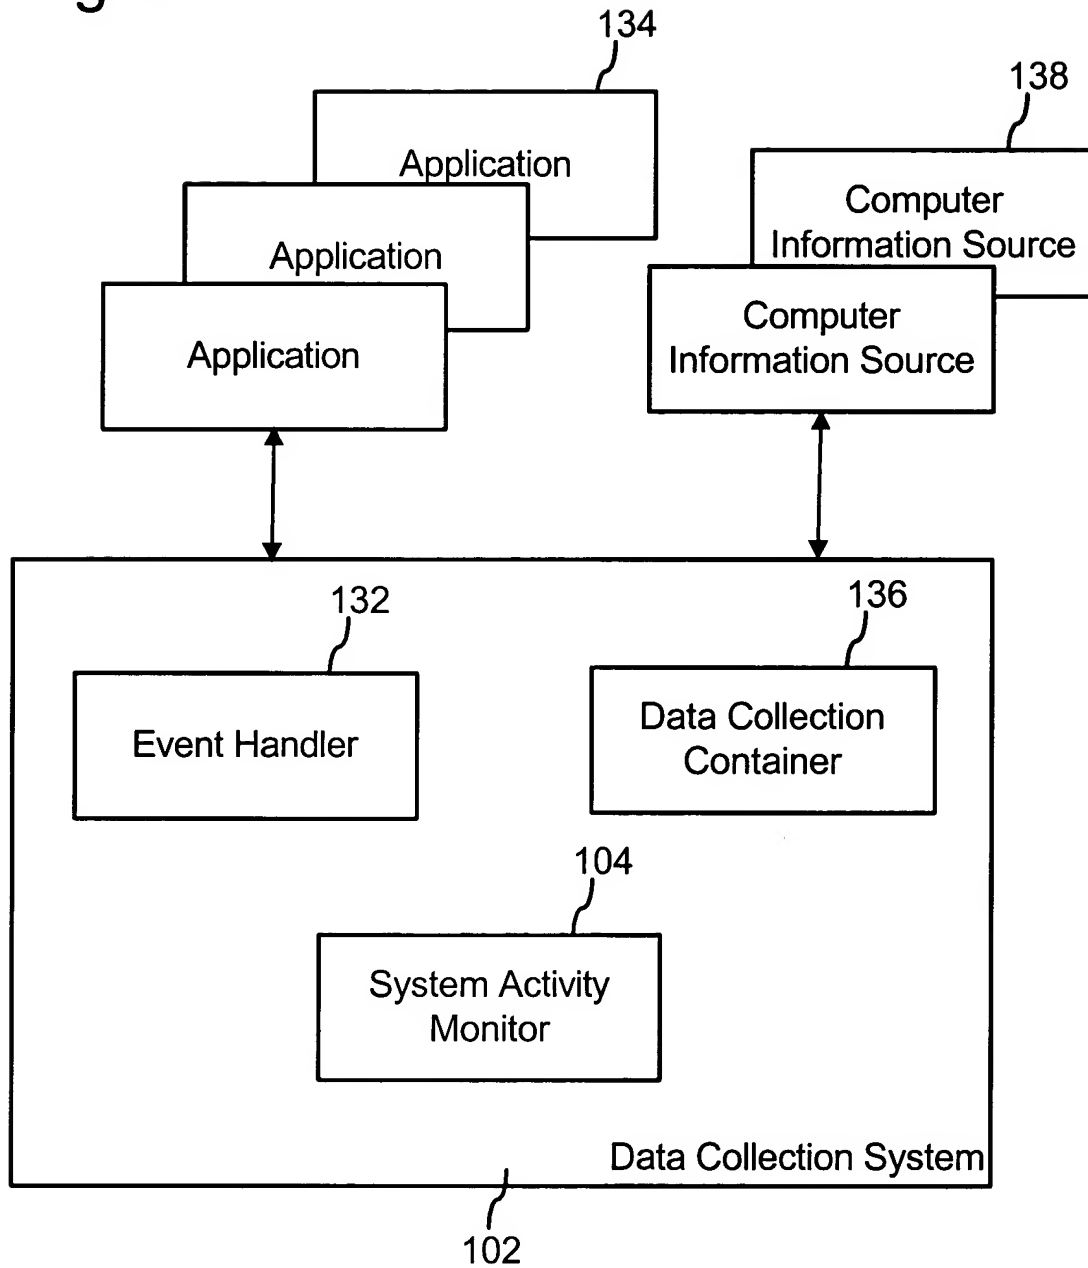 134
138
Application
Computer
Information Source
Application
Computer
Information Source
Application
132
136
Event Handler
Data Collection
Container
104
System Activity
Monitor
Data Collection System
102